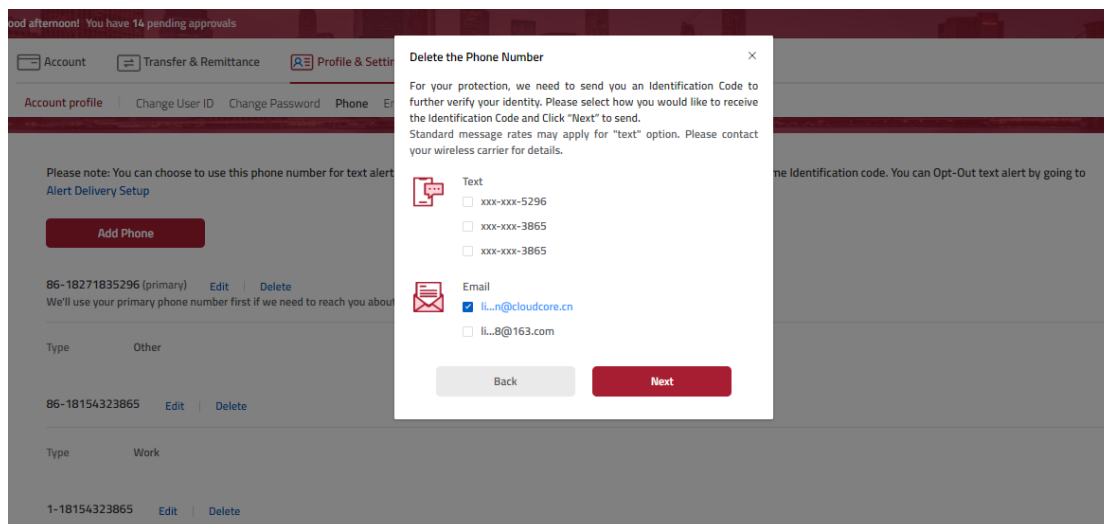 ood afternoon! You have 14 pending approvals
Account
Transfer & Remittance
Profile & Settin
Account profile
Change User ID
Change Password
Phone
Er
Please note: You can choose to use this phone number for text alert
me Identification code. You can Opt-Out text alert by going to
Alert Delivery Setup
Add Phone
86-18271835296 (primary) Edit Delete
We'll use your primary phone number first if we need to reach you about
Type Other
86-18154323865 Edit Delete
Type Work
1-18154323865 Edit Delete
Delete the Phone Number
For your protection, we need to send you an Identification Code to
further verify your identity. Please select how you would like to receive
the Identification Code and Click “Next” to send.
Standard message rates may apply for "text" option. Please contact
your wireless carrier for details.
Text
xxx-xxx-5296
xxx-xxx-3865
xxx-xxx-3865
Email
li...n@cloudcore.cn
li...8@163.com
Back
Next